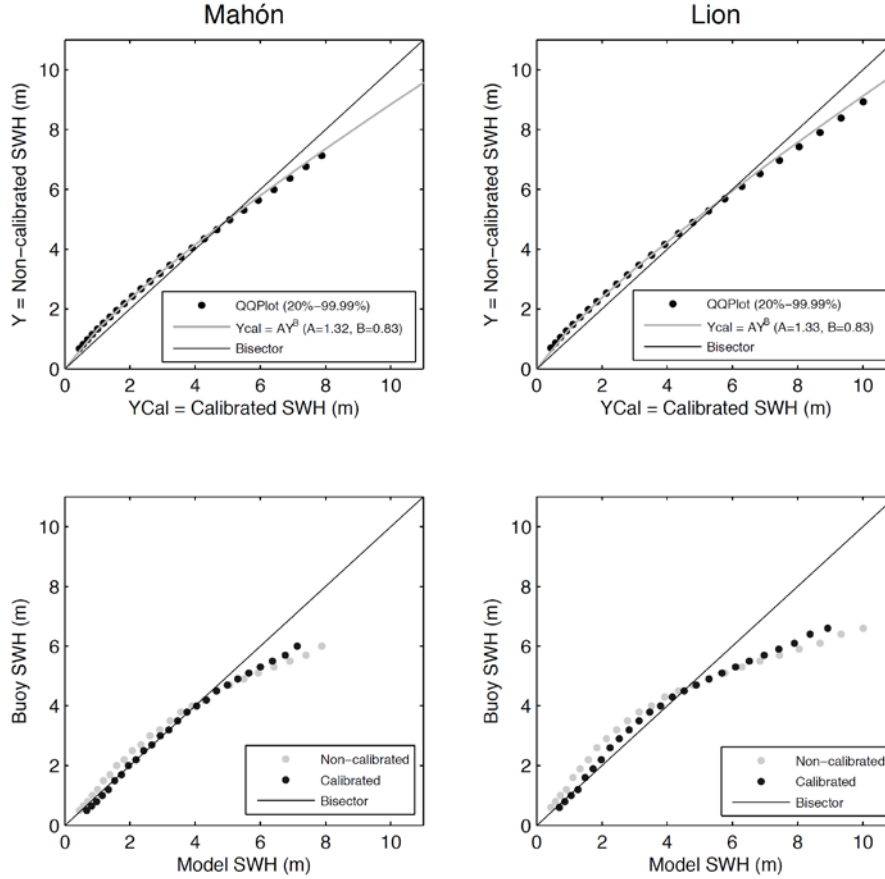 Mahón
Lion
Y = Non-calibrated SWH (m)
10
8
6
4
2
0
QQPlot (20%-99.99%)
Ycal = AY^B (A=1.32, B=0.83)
Bisector
0 2 4 6 8 10
YCal = Calibrated SWH (m)
Y = Non-calibrated SWH (m)
10
8
6
4
2
0
QQPlot (20%-99.99%)
Ycal = AY^B (A=1.33, B=0.83)
Bisector
0 2 4 6 8 10
YCal = Calibrated SWH (m)
Buoy SWH (m)
10
8
6
4
2
0
Non-calibrated
Calibrated
Bisector
0 2 4 6 8 10
Model SWH (m)
Buoy SWH (m)
10
8
6
4
2
0
Non-calibrated
Calibrated
Bisector
0 2 4 6 8 10
Model SWH (m)